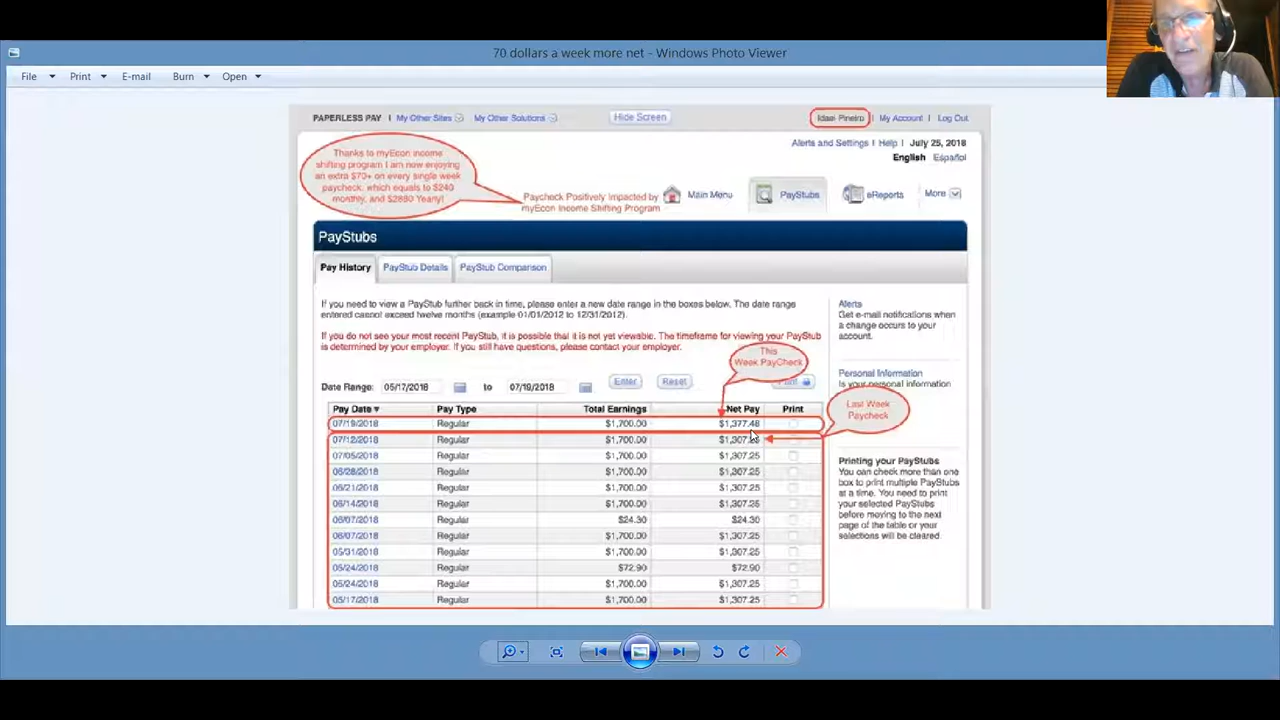 70 dollars a week more net - Windows Photo Viewer
File Print E-mail Burn Open
PAPERLESS PAY | My Other Sites My Other Solutions Hide Screen Idael Pineiro My Account | Log Out
Alerts and Settings | Help | July 25, 2018
English Español
Thanks to myEcon income
shifting program I am now enjoying
an extra $70+ on every single week
paycheck, which equals to $240
monthly, and $2880 Yearly!
Paycheck Positively Impacted by
myEcon Income Shifting Program
Main Menu PayStubs eReports More
PayStubs
Pay History PayStub Details PayStub Comparison
If you need to view a PayStub further back in time, please enter a new date range in the boxes below. The date range
entered cannot exceed twelve months (example 01/01/2012 to 12/31/2012).
If you do not see your most recent PayStub, it is possible that it is not yet viewable. The timeframe for viewing your PayStub
is determined by your employer. If you still have questions, please contact your employer.
This
Week PayCheck
Date Range: 05/17/2018 to 07/19/2018 Enter Reset Print
Pay Date Pay Type Total Earnings Net Pay Print
07/19/2018 Regular $1,700.00 $1,377.48
07/12/2018 Regular $1,700.00 $1,307.25
07/05/2018 Regular $1,700.00 $1,307.25
06/28/2018 Regular $1,700.00 $1,307.25
06/21/2018 Regular $1,700.00 $1,307.25
06/14/2018 Regular $1,700.00 $1,307.25
06/07/2018 Regular $24.30 $24.30
06/07/2018 Regular $1,700.00 $1,307.25
05/31/2018 Regular $1,700.00 $1,307.25
05/24/2018 Regular $72.90 $72.90
05/24/2018 Regular $1,700.00 $1,307.25
05/17/2018 Regular $1,700.00 $1,307.25
Alerts
Get e-mail notifications when
a change occurs to your
account.
Personal Information
Is your personal information
Last Week
Paycheck
Printing your PayStubs
You can check more than one
box to print multiple PayStubs
at a time. You need to print
your selected PayStubs
before moving to the next
page of the table or your
selections will be cleared